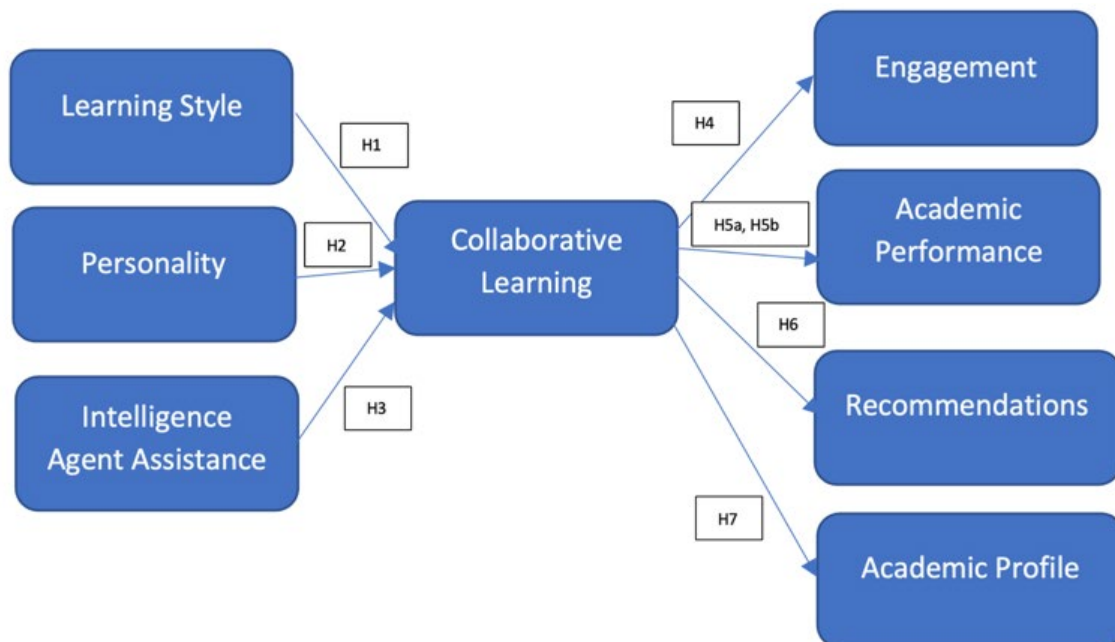 Learning Style
Personality
Intelligence
Agent Assistance
H1
H2
H3
Collaborative
Learning
H4
H5a, H5b
H6
H7
Engagement
Academic
Performance
Recommendations
Academic Profile